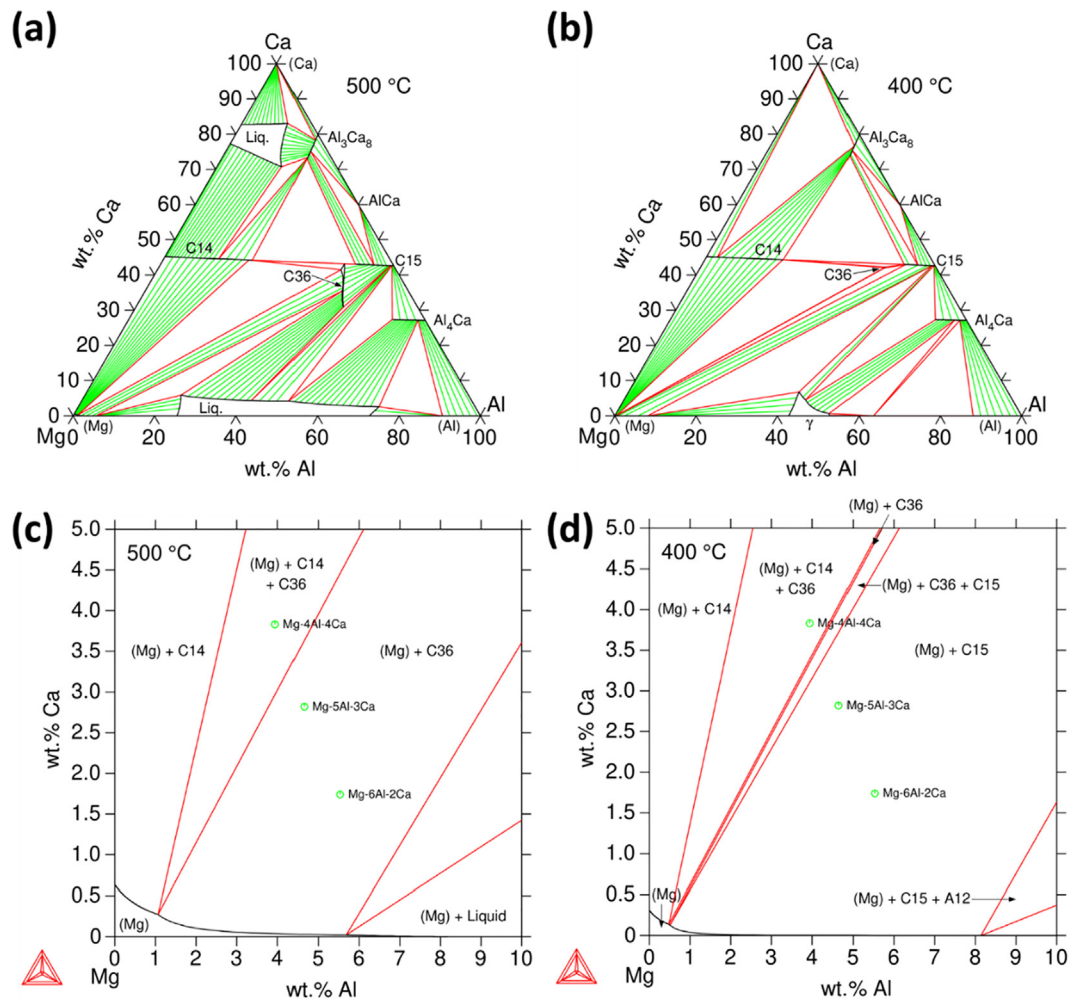 (a)
Ca
100
(Ca)
500 °C
90
80
Liq.
Al3Ca8
70
60
AlCa
wt.% Ca
50
C14
C15
40
C36
30
Al4Ca
20
10
0
(Mg)
Liq.
(Al)
Al
Mg
0
20
40
60
80
100
wt.% Al
(b)
Ca
100
(Ca)
400 °C
90
80
Al3Ca8
70
60
AlCa
wt.% Ca
50
C14
C15
40
C36
30
Al4Ca
20
10
0
(Mg)
γ
(Al)
Al
Mg
0
20
40
60
80
100
wt.% Al
(c)
5.0
500 °C
4.5
(Mg) + C14
+ C36
4.0
Mg-4Al-4Ca
3.5
(Mg) + C14
(Mg) + C36
3.0
Mg-5Al-3Ca
2.5
wt.% Ca
2.0
Mg-6Al-2Ca
1.5
1.0
0.5
(Mg)
(Mg) + Liquid
0
0 1 2 3 4 5 6 7 8 9 10
Mg
wt.% Al
(d)
(Mg) + C36
5.0
400 °C
4.5
(Mg) + C14
+ C36
(Mg) + C36 + C15
4.0
(Mg) + C14
Mg-4Al-4Ca
3.5
(Mg) + C15
3.0
Mg-5Al-3Ca
2.5
wt.% Ca
2.0
Mg-6Al-2Ca
1.5
1.0
0.5
(Mg)
(Mg) + C15 + A12
0
0 1 2 3 4 5 6 7 8 9 10
Mg
wt.% Al